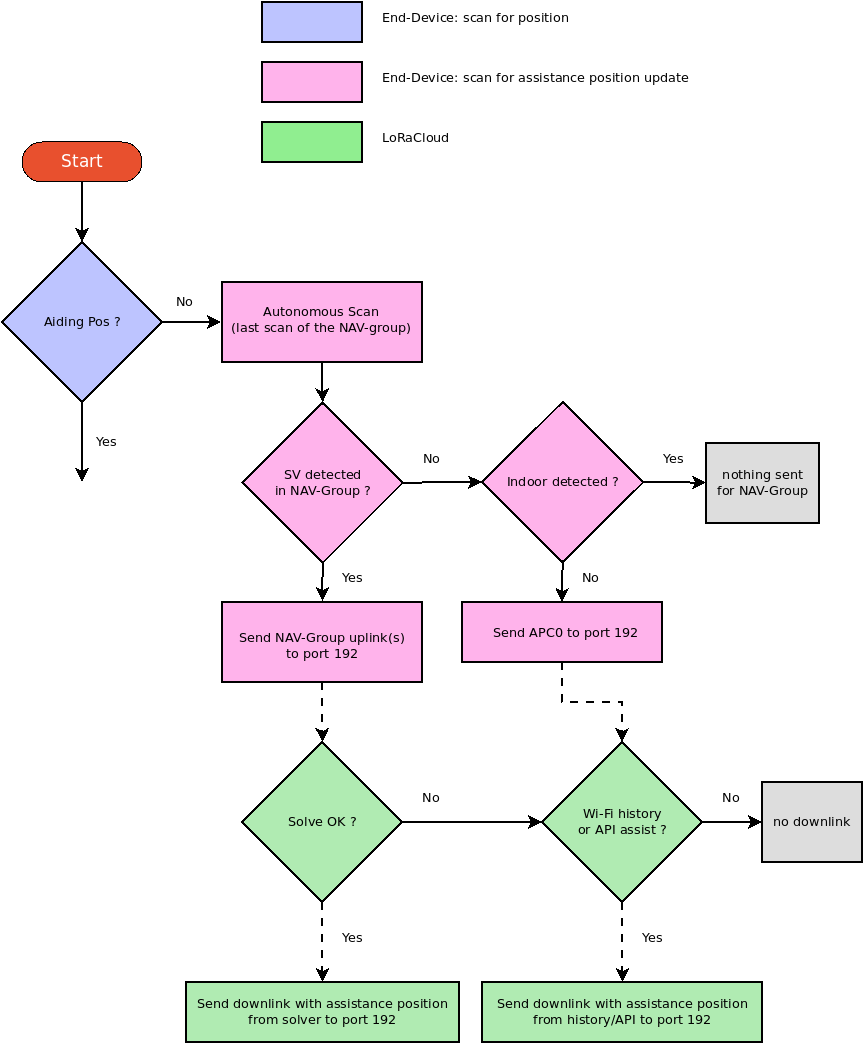 End-Device: scan for position
End-Device: scan for assistance position update
LoRaCloud
Start
Aiding Pos ?
No
Yes
Autonomous Scan
(last scan of the NAV-group)
SV detected
in NAV-Group ?
No
Indoor detected ?
Yes
nothing sent
for NAV-Group
Yes
No
Send NAV-Group uplink(s)
to port 192
Send APC0 to port 192
Solve OK ?
No
Wi-Fi history
or API assist ?
No
no downlink
Yes
Yes
Send downlink with assistance position
from solver to port 192
Send downlink with assistance position
from history/API to port 192